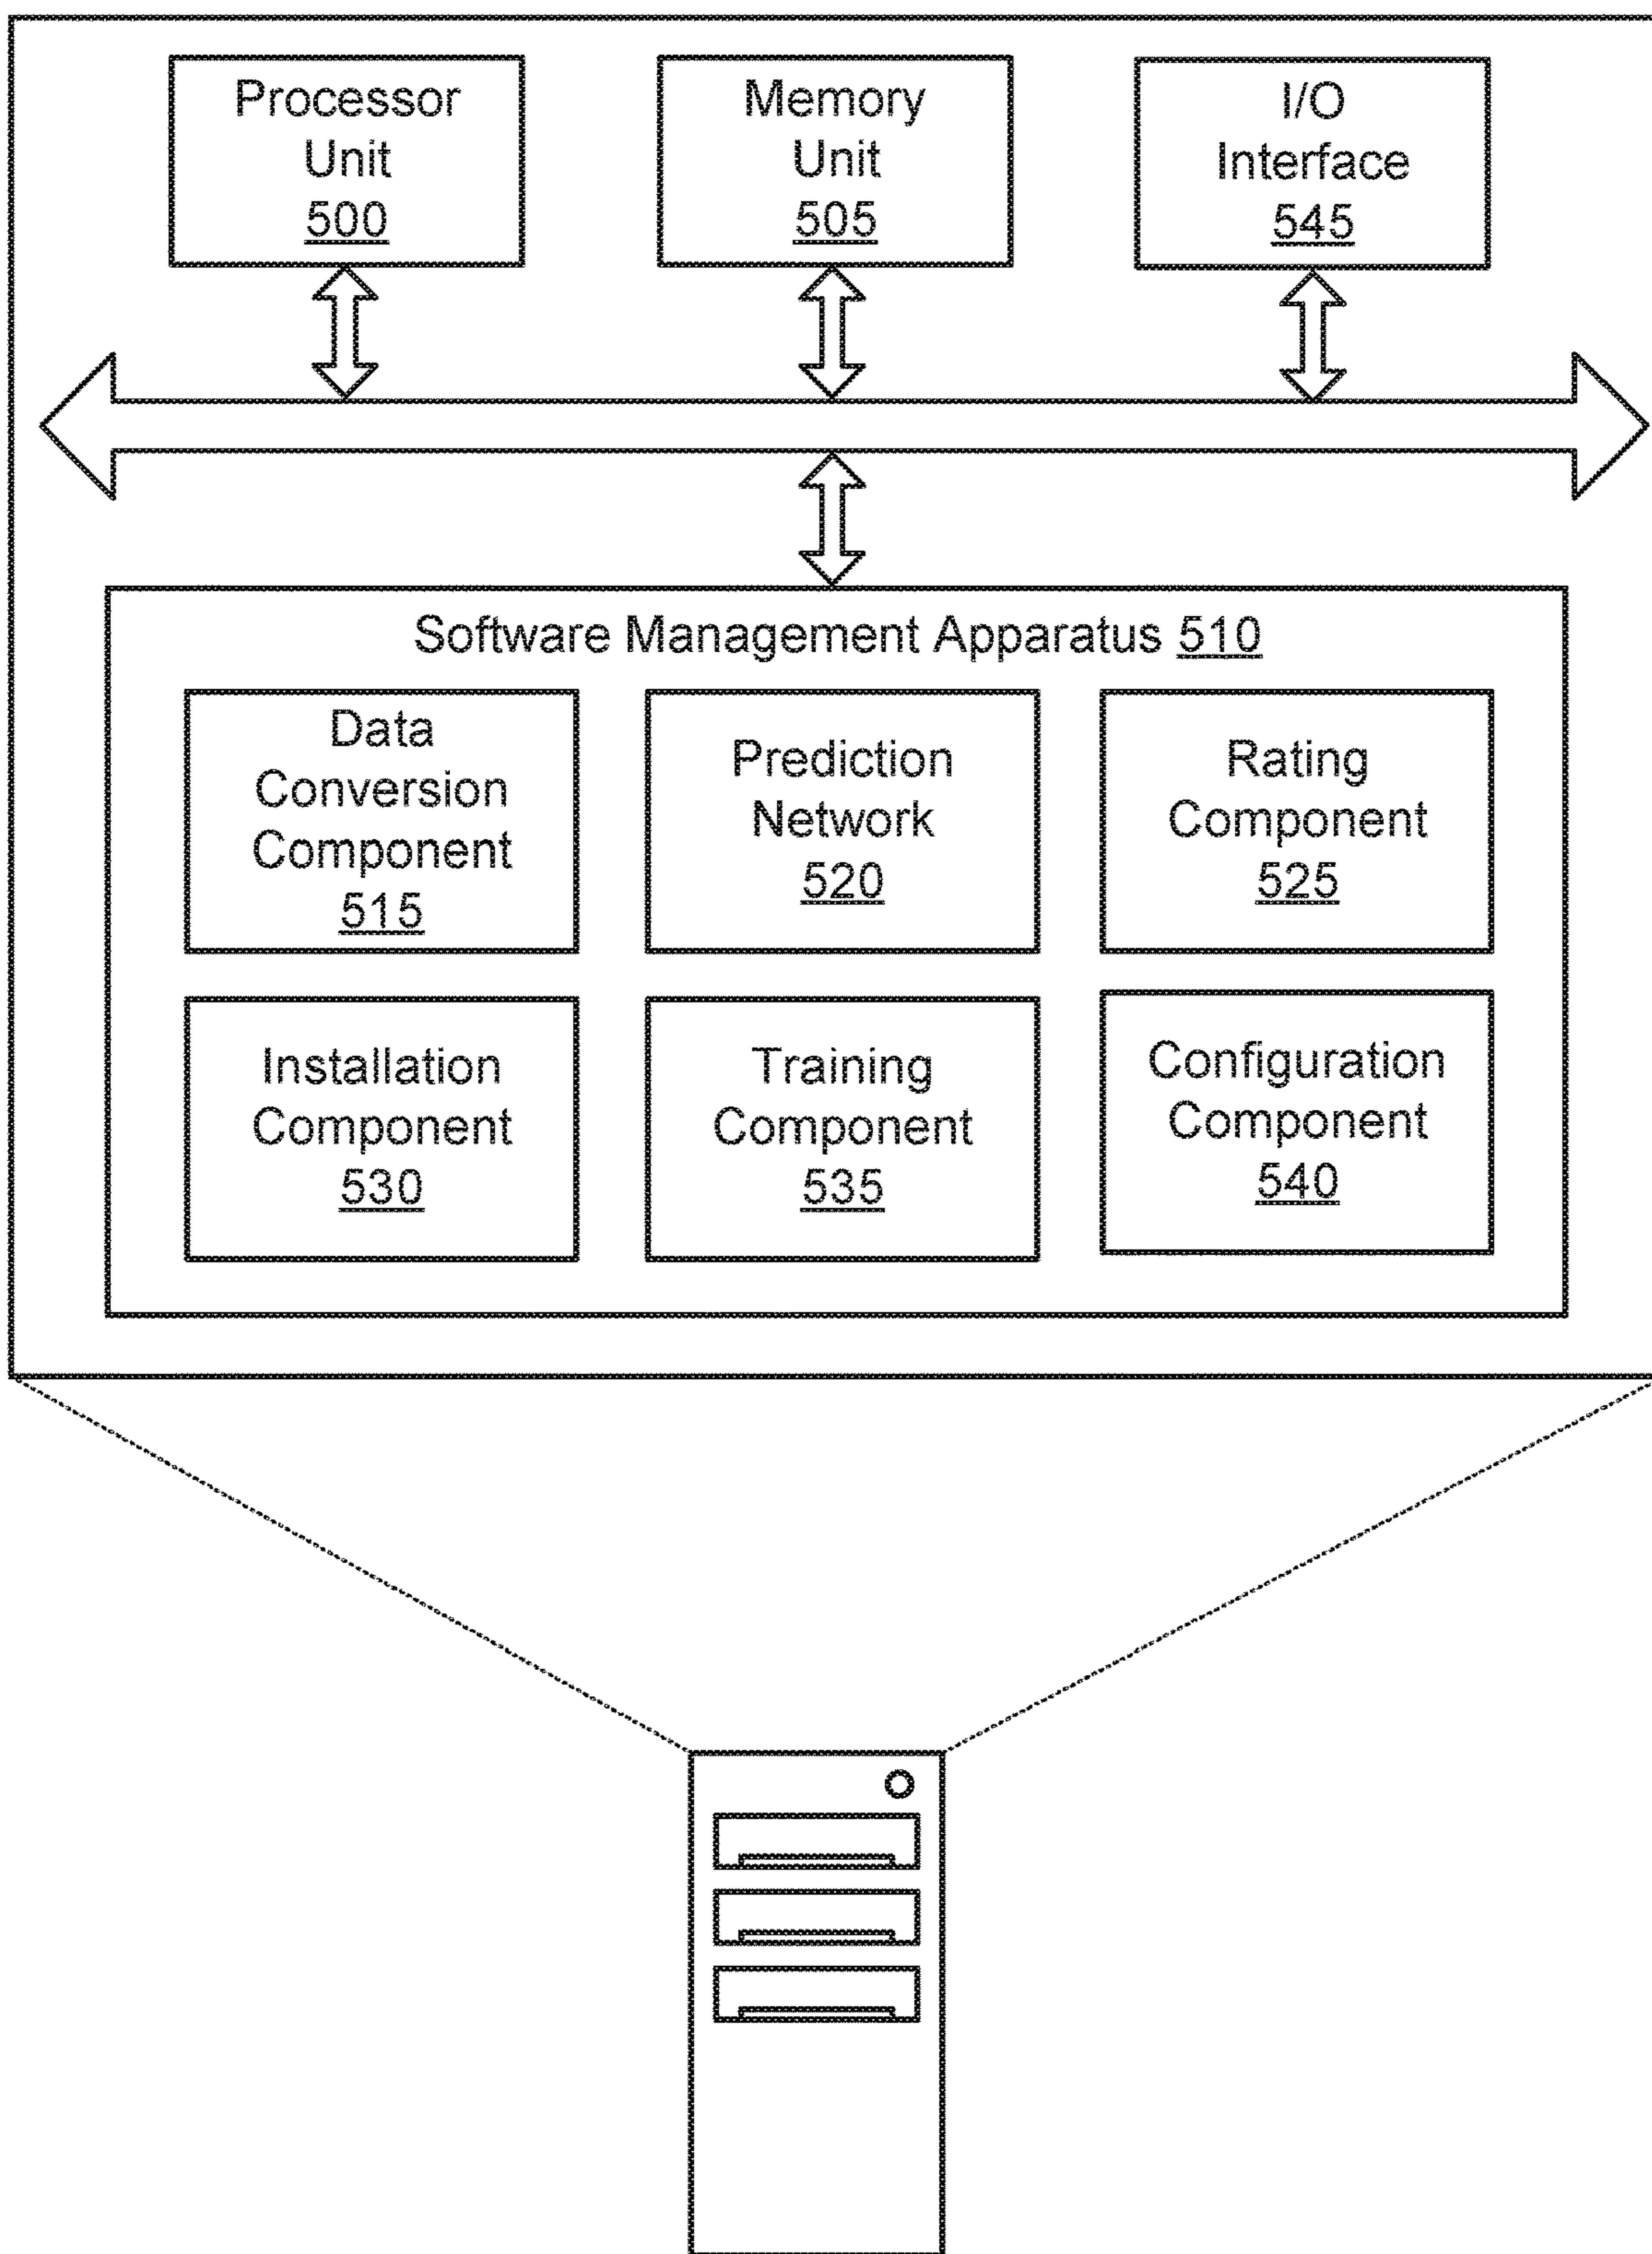 Processor
Unit
500
Memory
Unit
505
I/O
Interface
545
Software Management Apparatus 510
Data
Conversion
Component
515
Prediction
Network
520
Rating
Component
525
Installation
Component
530
Training
Component
535
Configuration
Component
540